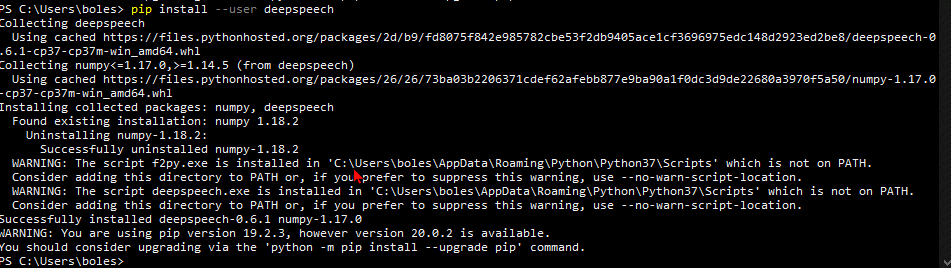 PS C:\Users\boles> pip install --user deepspeech
Collecting deepspeech
  Using cached https://files.pythonhosted.org/packages/2d/b9/fd8075f842e985782cbe53f2db9405ace1cf3696975edc148d2923ed2be8/deepspeech-0
.6.1-cp37-cp37m-win_amd64.whl
Collecting numpy<=1.17.0,>=1.14.5 (from deepspeech)
  Using cached https://files.pythonhosted.org/packages/26/26/73ba03b2206371cdef62afebb877e9ba90a1f0dc3d9de22680a3970f5a50/numpy-1.17.0
-cp37-cp37m-win_amd64.whl
Installing collected packages: numpy, deepspeech
  Found existing installation: numpy 1.18.2
    Uninstalling numpy-1.18.2:
      Successfully uninstalled numpy-1.18.2
  WARNING: The script f2py.exe is installed in 'C:\Users\boles\AppData\Roaming\Python\Python37\Scripts' which is not on PATH.
  Consider adding this directory to PATH or, if you prefer to suppress this warning, use --no-warn-script-location.
  WARNING: The script deepspeech.exe is installed in 'C:\Users\boles\AppData\Roaming\Python\Python37\Scripts' which is not on PATH.
  Consider adding this directory to PATH or, if you prefer to suppress this warning, use --no-warn-script-location.
Successfully installed deepspeech-0.6.1 numpy-1.17.0
WARNING: You are using pip version 19.2.3, however version 20.0.2 is available.
You should consider upgrading via the 'python -m pip install --upgrade pip' command.
PS C:\Users\boles>